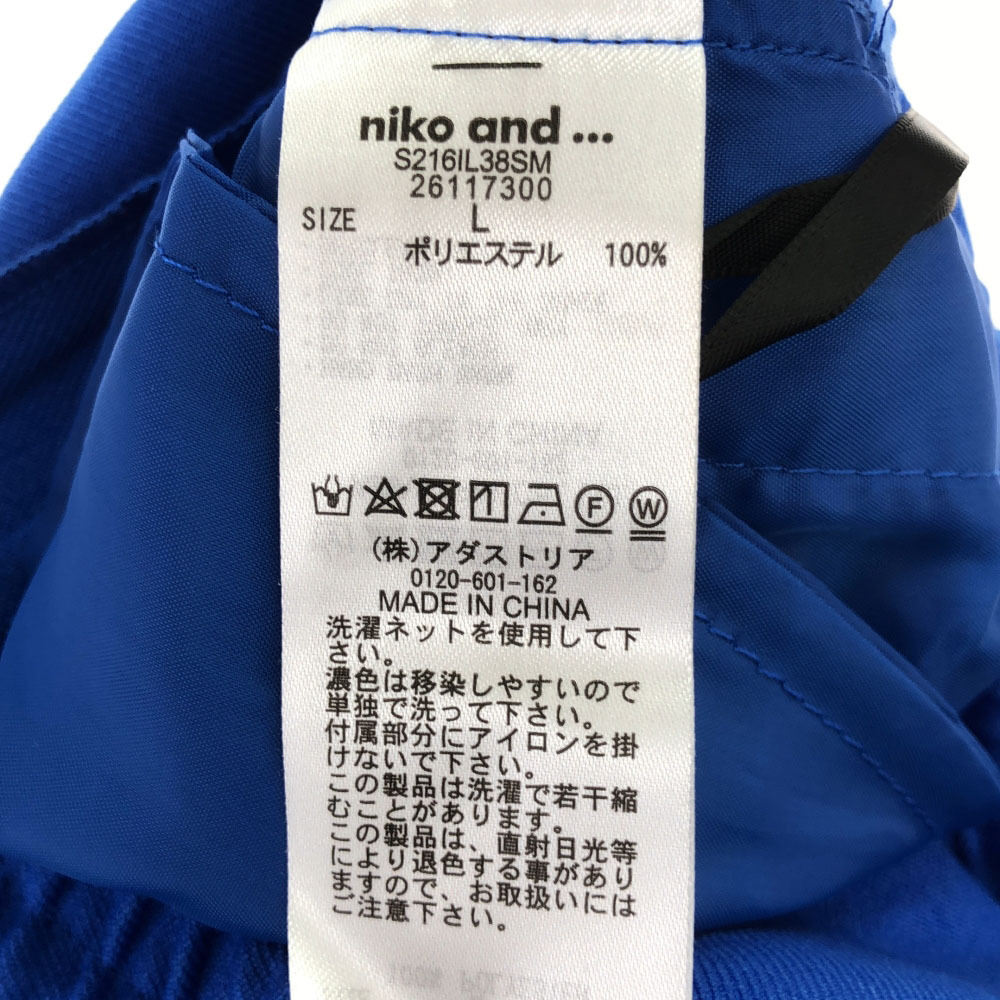 niko and ...
S216IL38SM
26117300
SIZE L
ポリエステル 100%
F W
(株)アダストリア
0120-601-162
MADE IN CHINA
洗濯ネットを使用して下
さい。
濃色は移染しやすいので
単独で洗って下さい。
付属部分にアイロンを掛
けないで下さい。
この製品は洗濯で若干縮
むことがあります。
この製品は、直射日光等
により退色する事があり
ますので、お取扱いには
ご注意下さい。